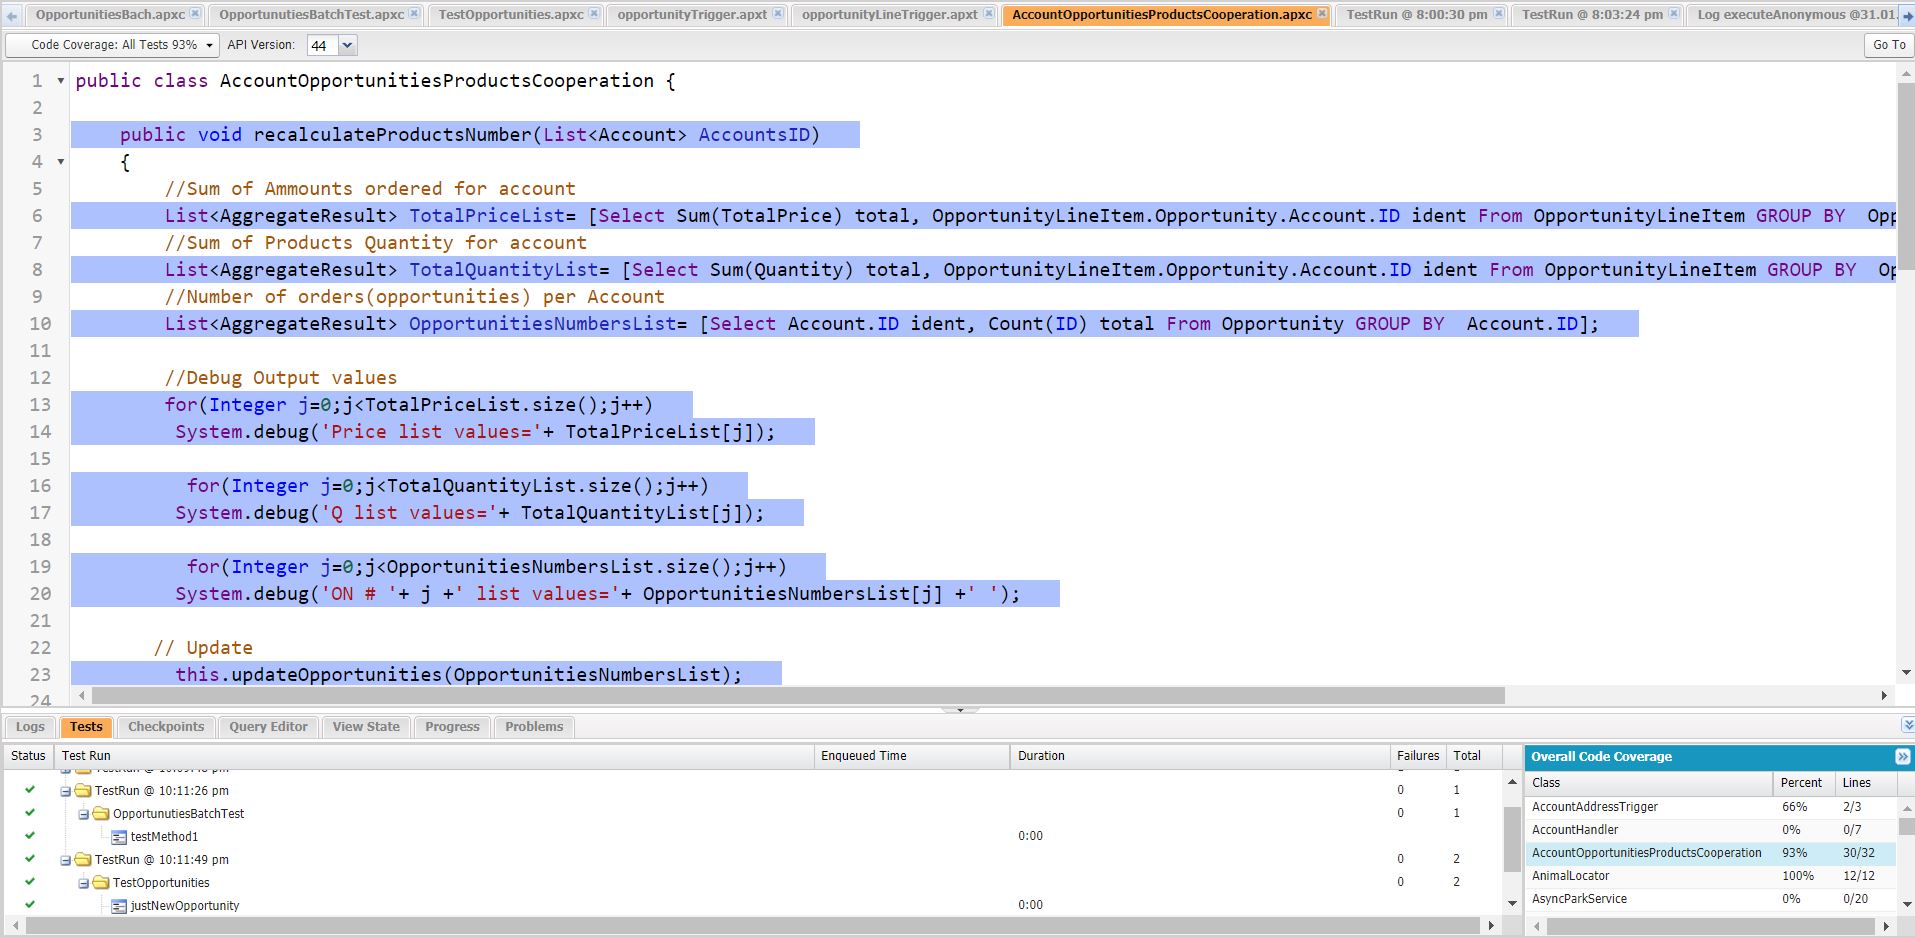 OpportunitiesBach.apxc OpportunutiesBatchTest.apxc TestOpportunities.apxc opportunityTrigger.apxt opportunityLineTrigger.apxt AccountOpportunitiesProductsCooperation.apxc TestRun @ 8:00:30 pm TestRun @ 8:03:24 pm Log executeAnonymous @31.01.
Code Coverage: All Tests 93% API Version: 44 Go To
1 public class AccountOpportunitiesProductsCooperation {
2
3 public void recalculateProductsNumber(List<Account> AccountsID)
4 {
5 //Sum of Ammounts ordered for account
6 List<AggregateResult> TotalPriceList= [Select Sum(TotalPrice) total, OpportunityLineItem.Opportunity.Account.ID ident From OpportunityLineItem GROUP BY Opp
7 //Sum of Products Quantity for account
8 List<AggregateResult> TotalQuantityList= [Select Sum(Quantity) total, OpportunityLineItem.Opportunity.Account.ID ident From OpportunityLineItem GROUP BY Op
9 //Number of orders(opportunities) per Account
10 List<AggregateResult> OpportunitiesNumbersList= [Select Account.ID ident, Count(ID) total From Opportunity GROUP BY Account.ID];
11
12 //Debug Output values
13 for(Integer j=0;j<TotalPriceList.size();j++)
14 System.debug('Price list values='+ TotalPriceList[j]);
15
16 for(Integer j=0;j<TotalQuantityList.size();j++)
17 System.debug('Q list values='+ TotalQuantityList[j]);
18
19 for(Integer j=0;j<OpportunitiesNumbersList.size();j++)
20 System.debug('ON # '+ j +' list values='+ OpportunitiesNumbersList[j] +' ');
21
22 // Update
23 this.updateOpportunities(OpportunitiesNumbersList);
24
Logs Tests Checkpoints Query Editor View State Progress Problems
Status Test Run Enqueued Time Duration Failures Total
TestRun @ 10:11:26 pm 0 1
OpportunutiesBatchTest 0 1
testMethod1 0:00
TestRun @ 10:11:49 pm 0 2
TestOpportunities 0 2
justNewOpportunity 0:00
Overall Code Coverage
Class Percent Lines
AccountAddressTrigger 66% 2/3
AccountHandler 0% 0/7
AccountOpportunitiesProductsCooperation 93% 30/32
AnimalLocator 100% 12/12
AsyncParkService 0% 0/20